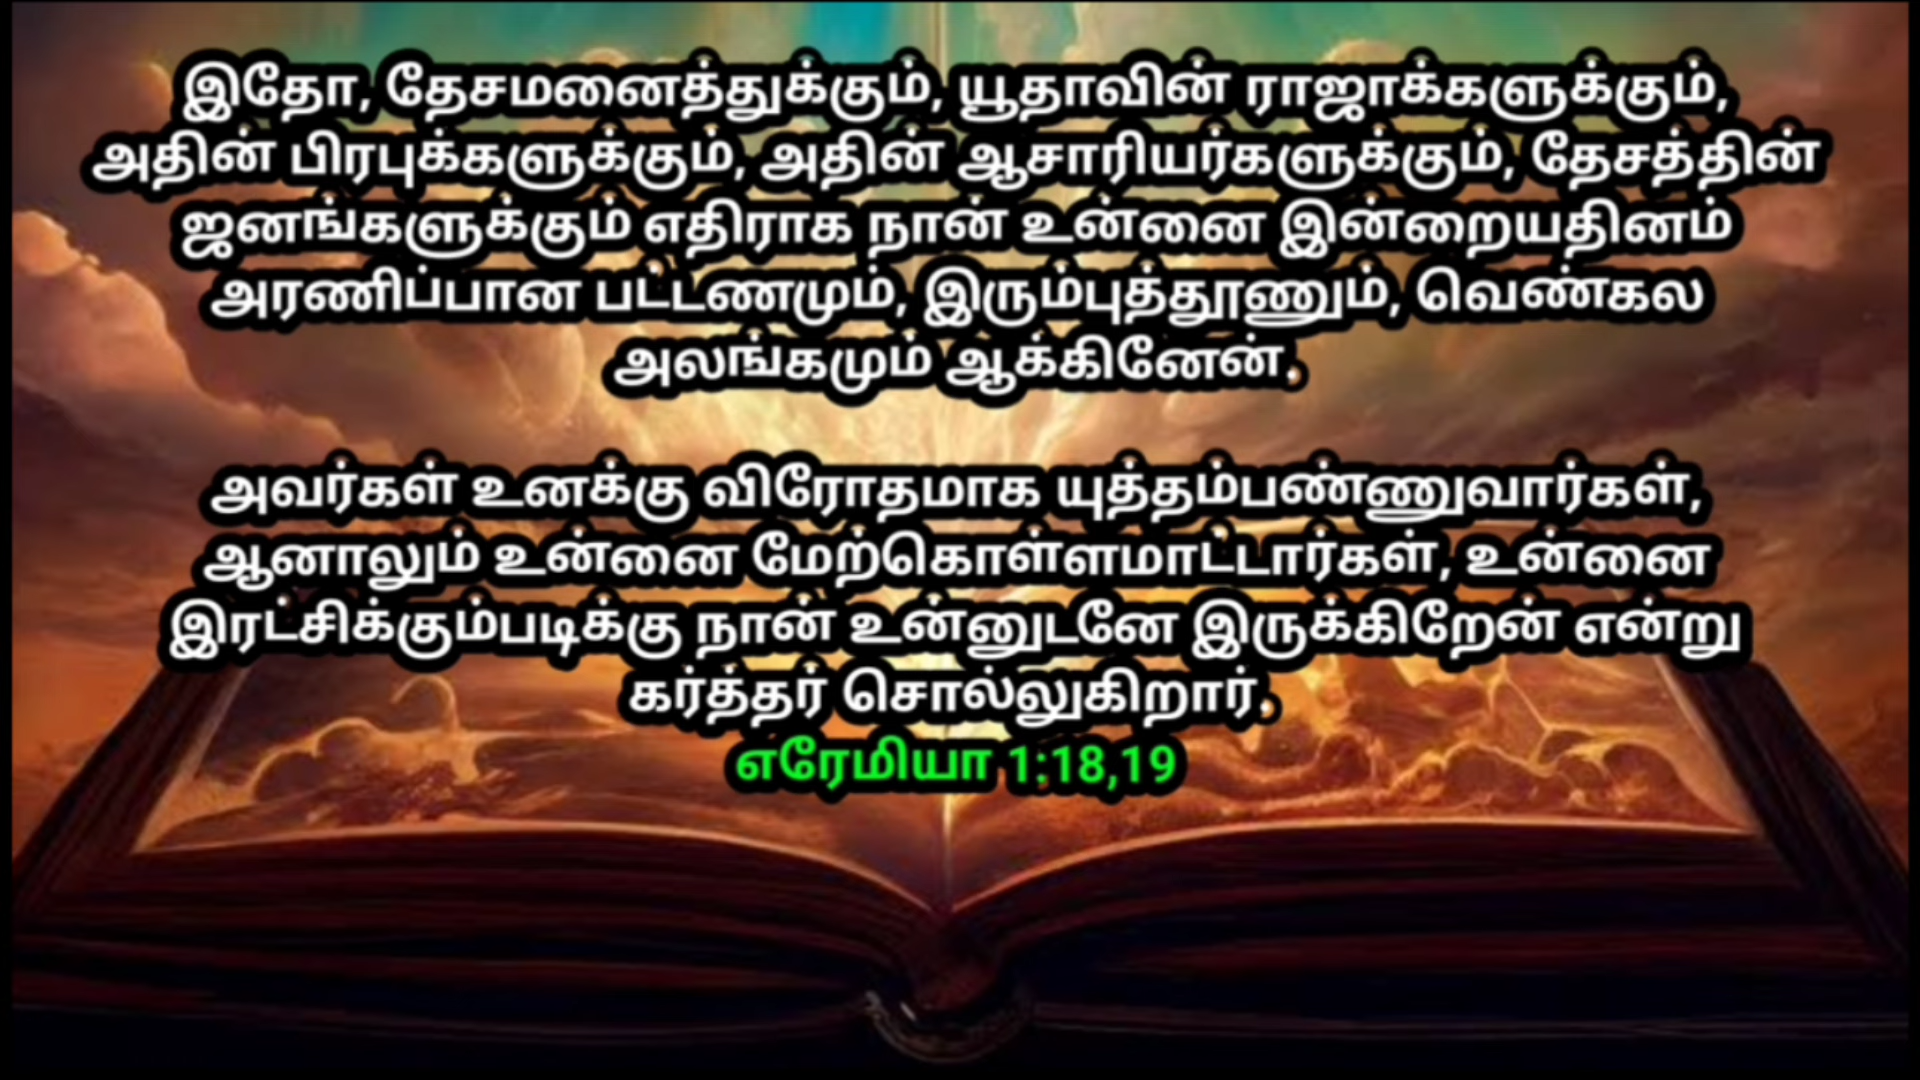 இதோ, தேசமனைத்துக்கும், யூதாவின் ராஜாக்களுக்கும்,
அதின் பிரபுக்களுக்கும், அதின் ஆசாரியர்களுக்கும், தேசத்தின்
ஜனங்களுக்கும் எதிராக நான் உன்னை இன்றையதினம்
அரணிப்பான பட்டணமும், இரும்புத்தூணும், வெண்கல
அலங்கமும் ஆக்கினேன்.
அவர்கள் உனக்கு விரோதமாக யுத்தம்பண்ணுவார்கள்,
ஆனாலும் உன்னை மேற்கொள்ளமாட்டார்கள், உன்னை
இரட்சிக்கும்படிக்கு நான் உன்னுடனே இருக்கிறேன் என்று
கர்த்தர் சொல்லுகிறார்.
எரேமியா 1:18,19